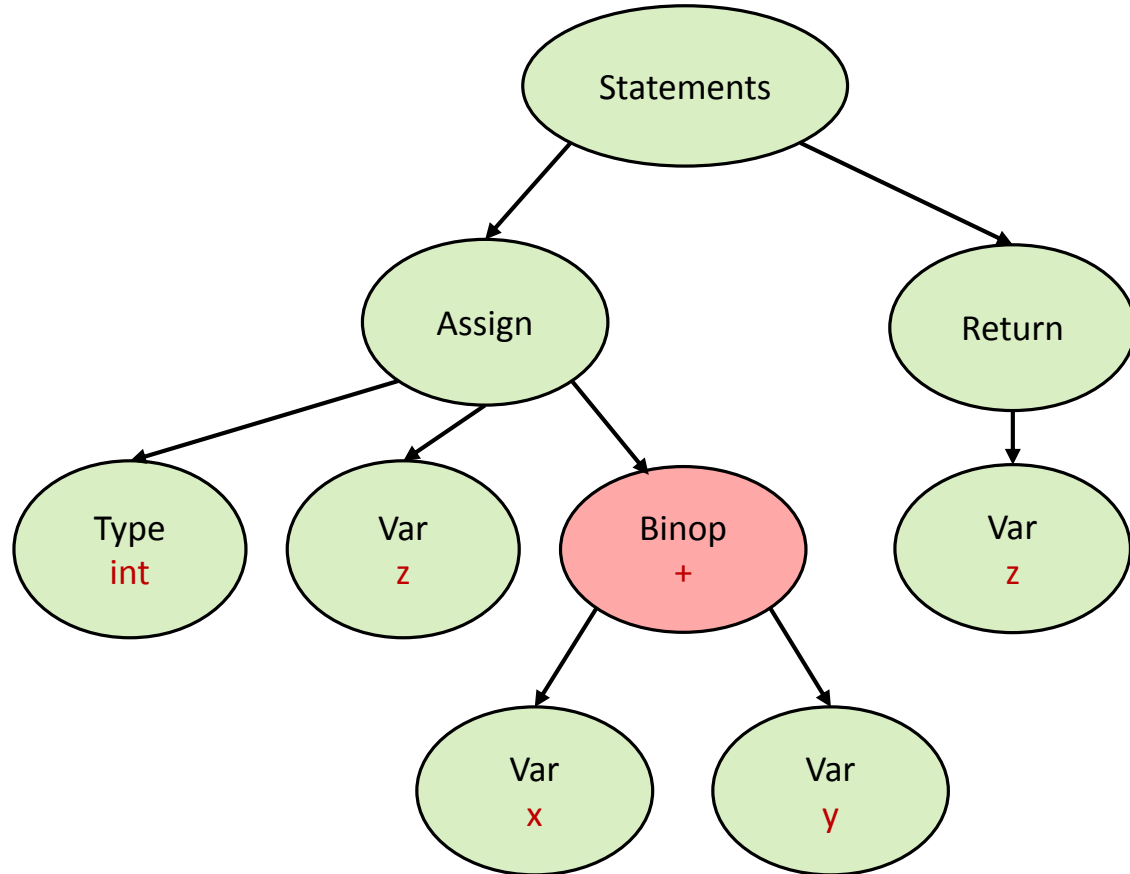 Statements
Assign
Return
Type
int
Var
z
Binop
+
Var
z
Var
x
Var
y